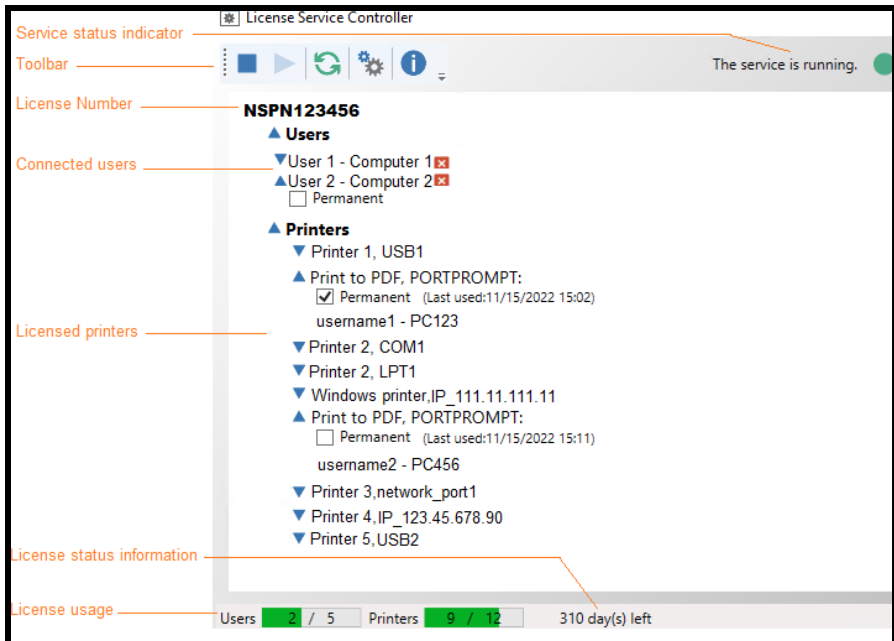 License Service Controller
Service status indicator
The service is running.
Toolbar
License Number
NSPN123456
Users
Connected users
User 1 - Computer 1
User 2 - Computer 2
Permanent
Printers
Printer 1, USB1
Print to PDF, PORTPROMPT:
Permanent (Last used:11/15/2022 15:02)
username1 - PC123
Licensed printers
Printer 2, COM1
Printer 2, LPT1
Windows printer,IP_111.11.111.11
Print to PDF, PORTPROMPT:
Permanent (Last used:11/15/2022 15:11)
username2 - PC456
Printer 3,network_port1
Printer 4,IP_123.45.678.90
Printer 5,USB2
License status information
License usage
Users 2 / 5 Printers 9 / 12 310 day(s) left